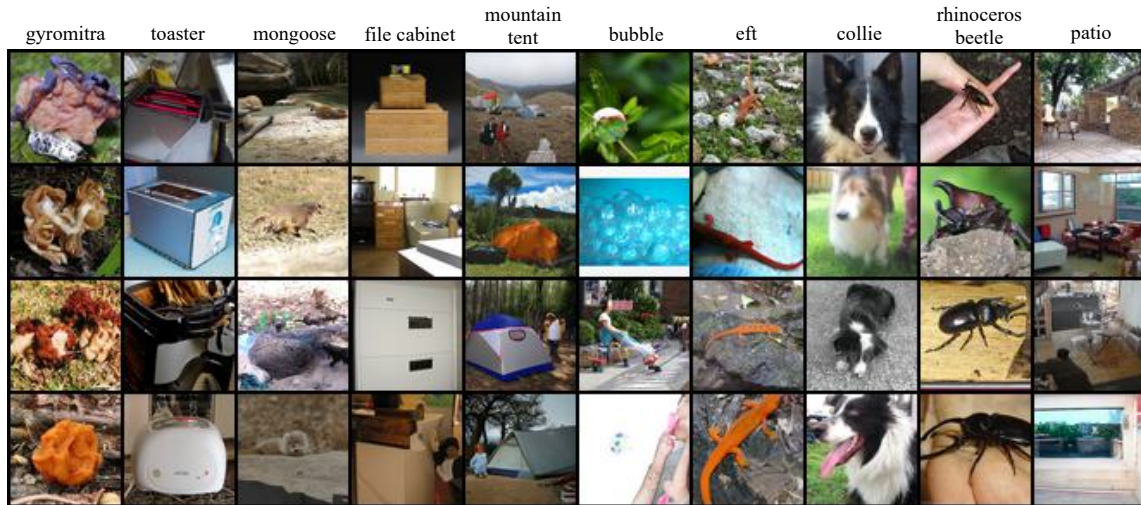 gyromitra
toaster
mongoose
file cabinet
mountain
tent
bubble
eft
collie
rhinoceros
beetle
patio